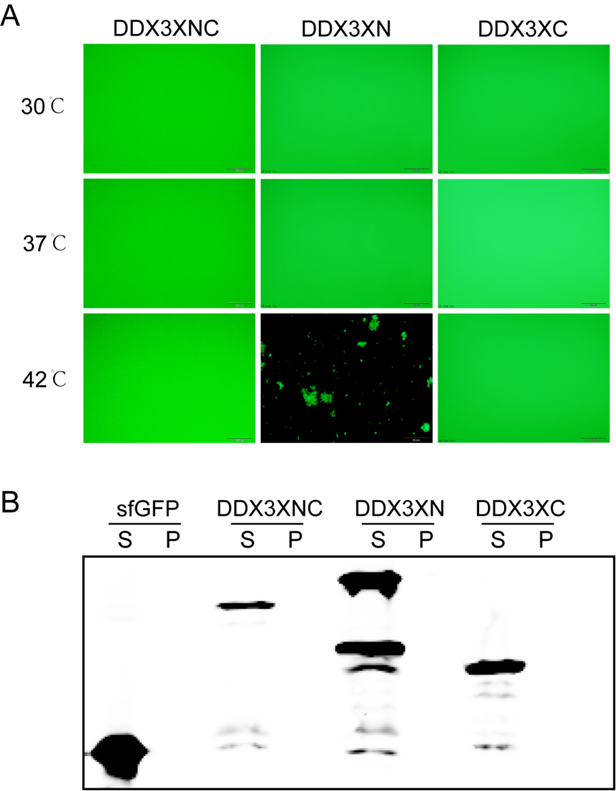 A
DDX3XNC DDX3XN DDX3XC
30℃
37℃
42℃
B
sfGFP DDX3XNC DDX3XN DDX3XC
S P S P S P S P